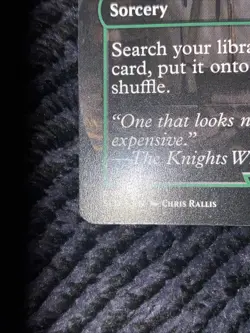 Sorcery
Search your libra
card, put it onto
shuffle.
"One that looks n
expensive."
—The Knights W
Chris Rallis